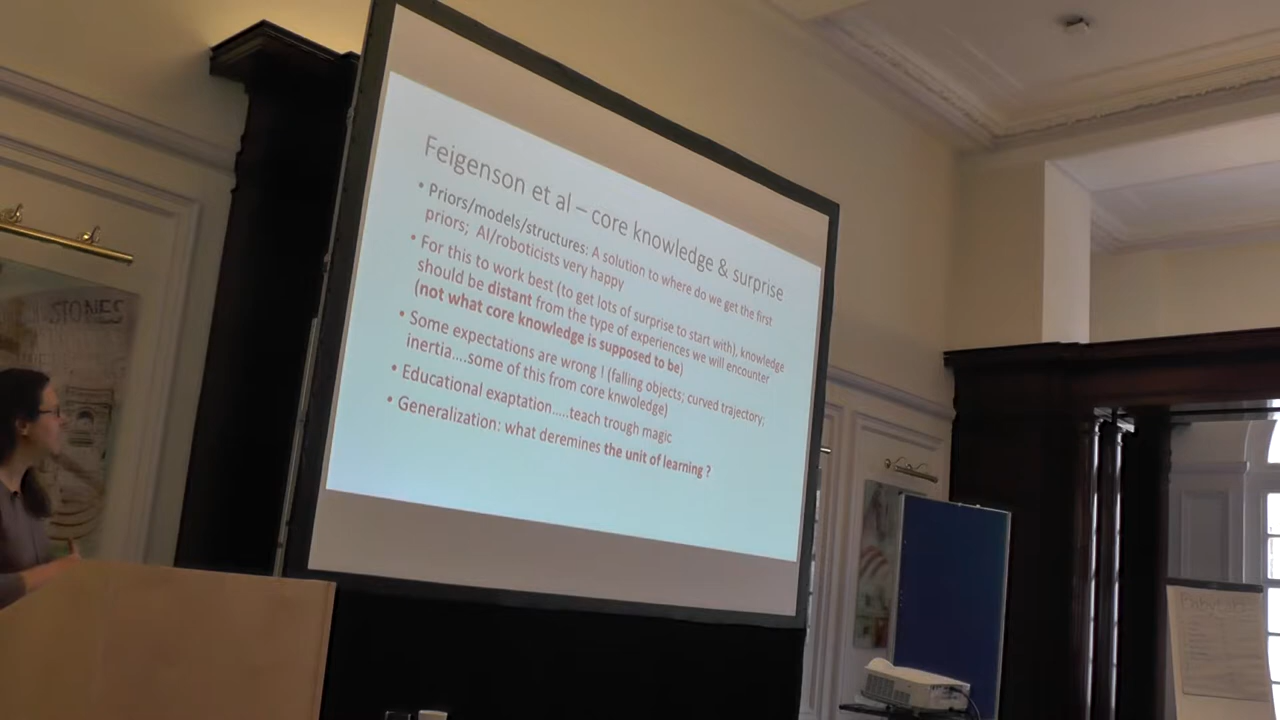 Feigenson et al – core knowledge & surprise
• Priors/models/structures: A solution to where do we get the first
priors; AI/roboticists very happy
• For this to work best (to get lots of surprise to start with), knowledge
should be distant from the type of experiences we will encounter
(not what core knowledge is supposed to be)
• Some expectations are wrong ! (falling objects; curved trajectory;
inertia....some of this from core knwoledge)
• Educational exaptation.....teach trough magic
• Generalization: what deremines the unit of learning ?
STONES